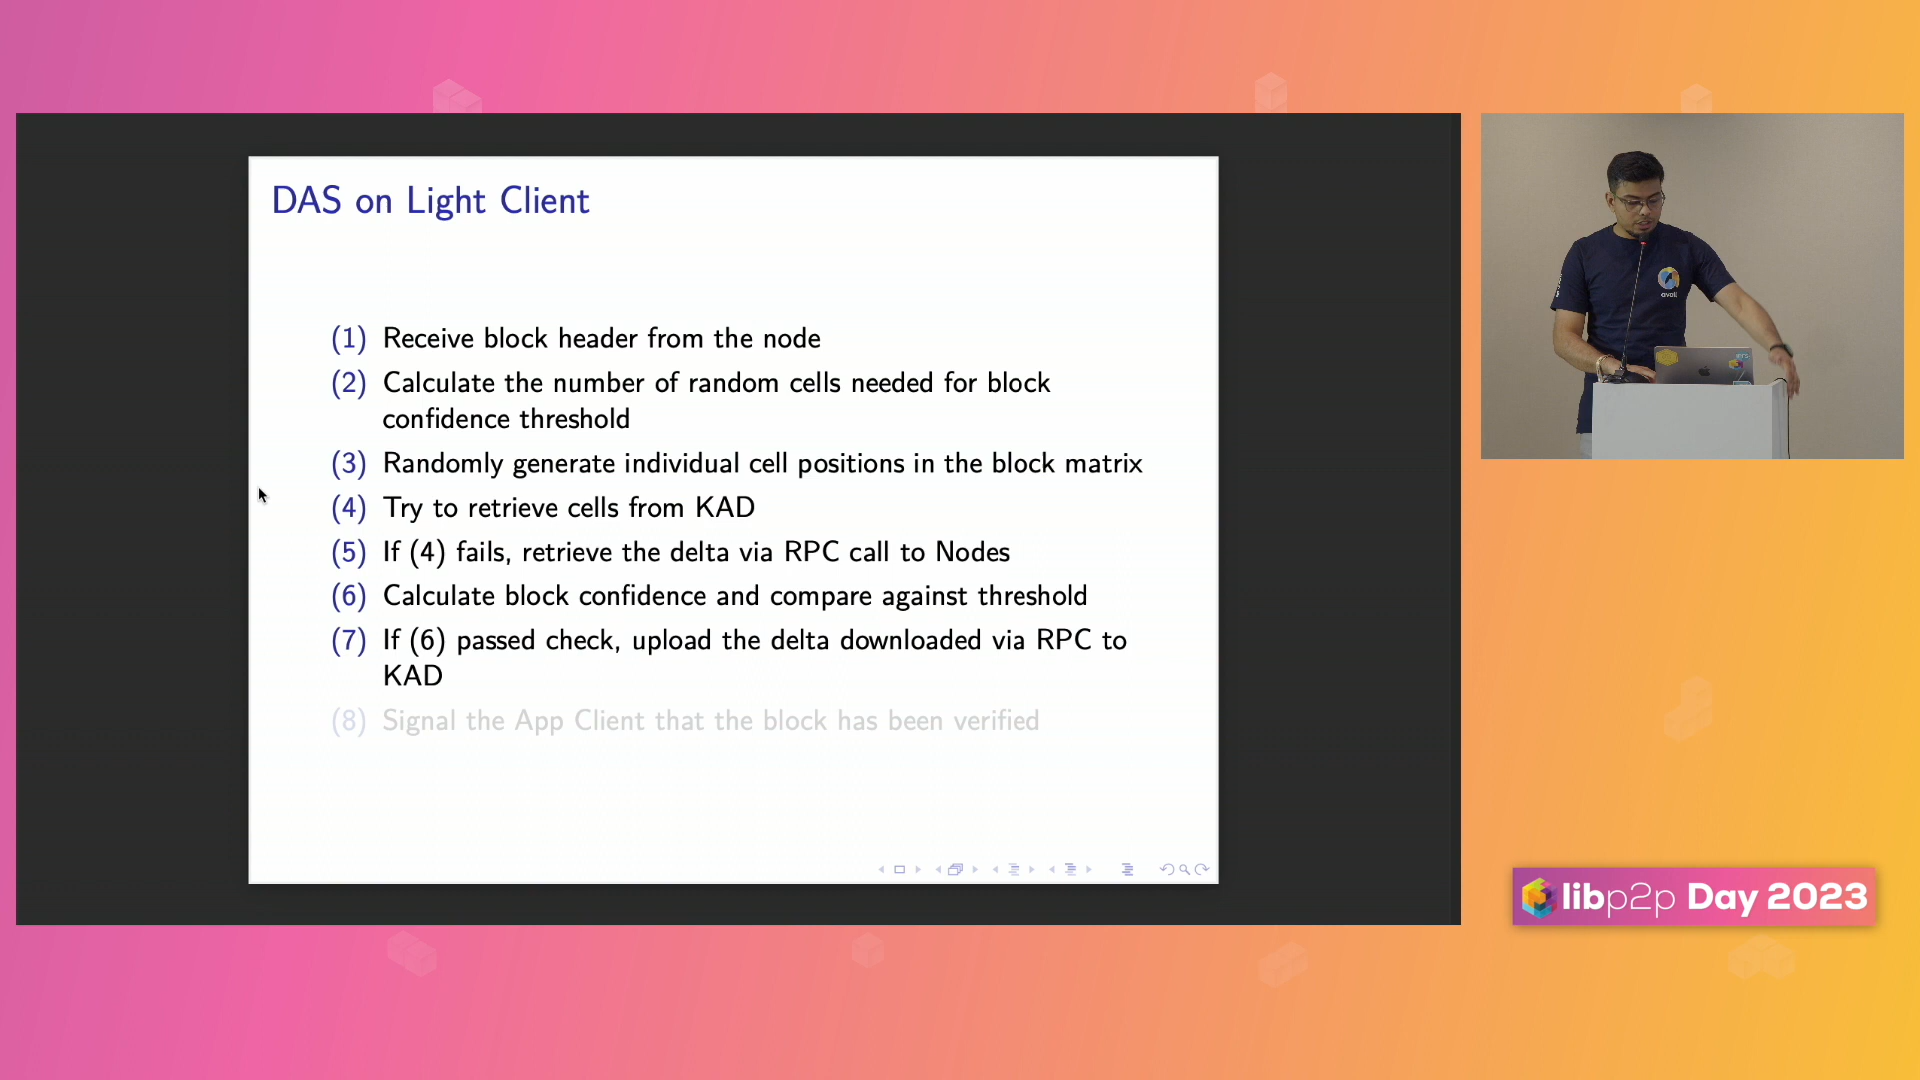 DAS on Light Client
(1) Receive block header from the node
(2) Calculate the number of random cells needed for block
confidence threshold
(3) Randomly generate individual cell positions in the block matrix
(4) Try to retrieve cells from KAD
(5) If (4) fails, retrieve the delta via RPC call to Nodes
(6) Calculate block confidence and compare against threshold
(7) If (6) passed check, upload the delta downloaded via RPC to
KAD
(8) Signal the App Client that the block has been verified
avail
libp2p Day 2023